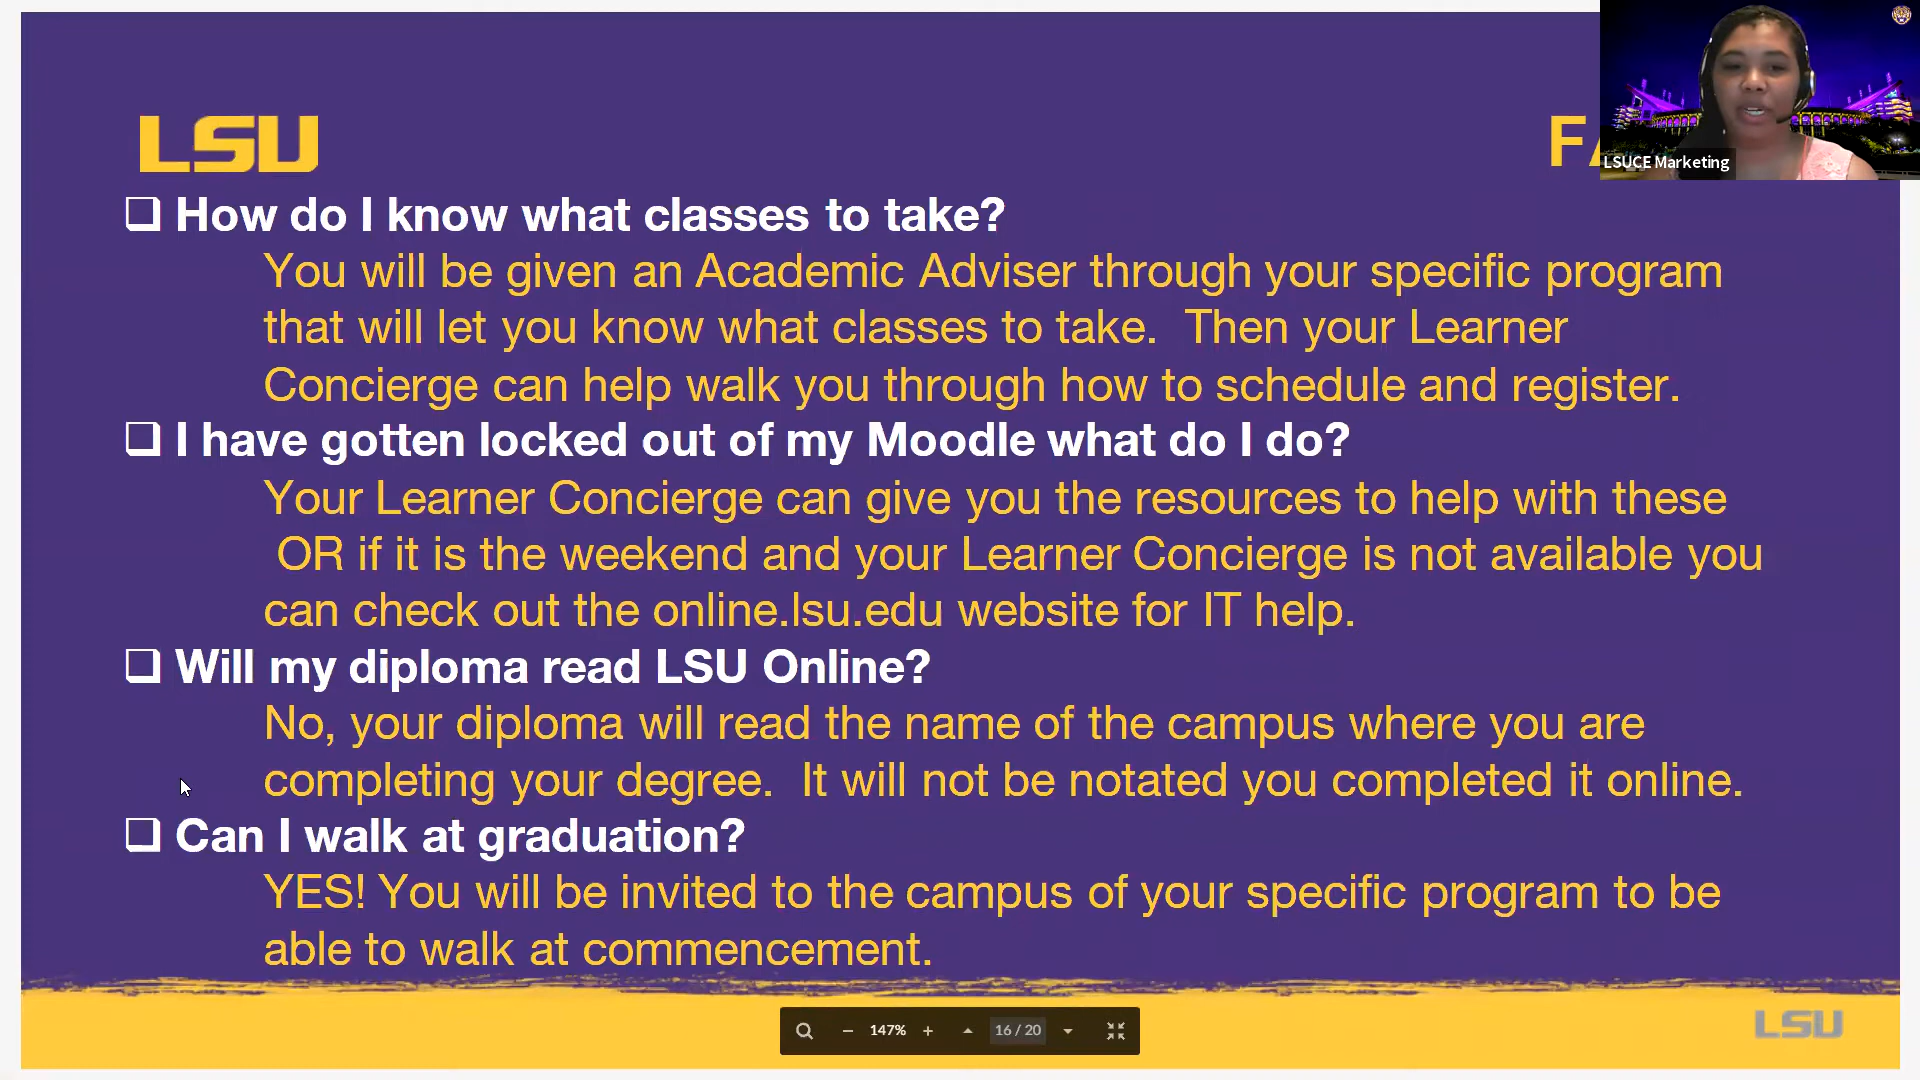 LSU
LSUCE Marketing
How do I know what classes to take?
You will be given an Academic Adviser through your specific program
that will let you know what classes to take.  Then your Learner
Concierge can help walk you through how to schedule and register.
I have gotten locked out of my Moodle what do I do?
Your Learner Concierge can give you the resources to help with these
OR if it is the weekend and your Learner Concierge is not available you
can check out the online.lsu.edu website for IT help.
Will my diploma read LSU Online?
No, your diploma will read the name of the campus where you are
completing your degree.  It will not be notated you completed it online.
Can I walk at graduation?
YES! You will be invited to the campus of your specific program to be
able to walk at commencement.
147%
16 / 20
LSU